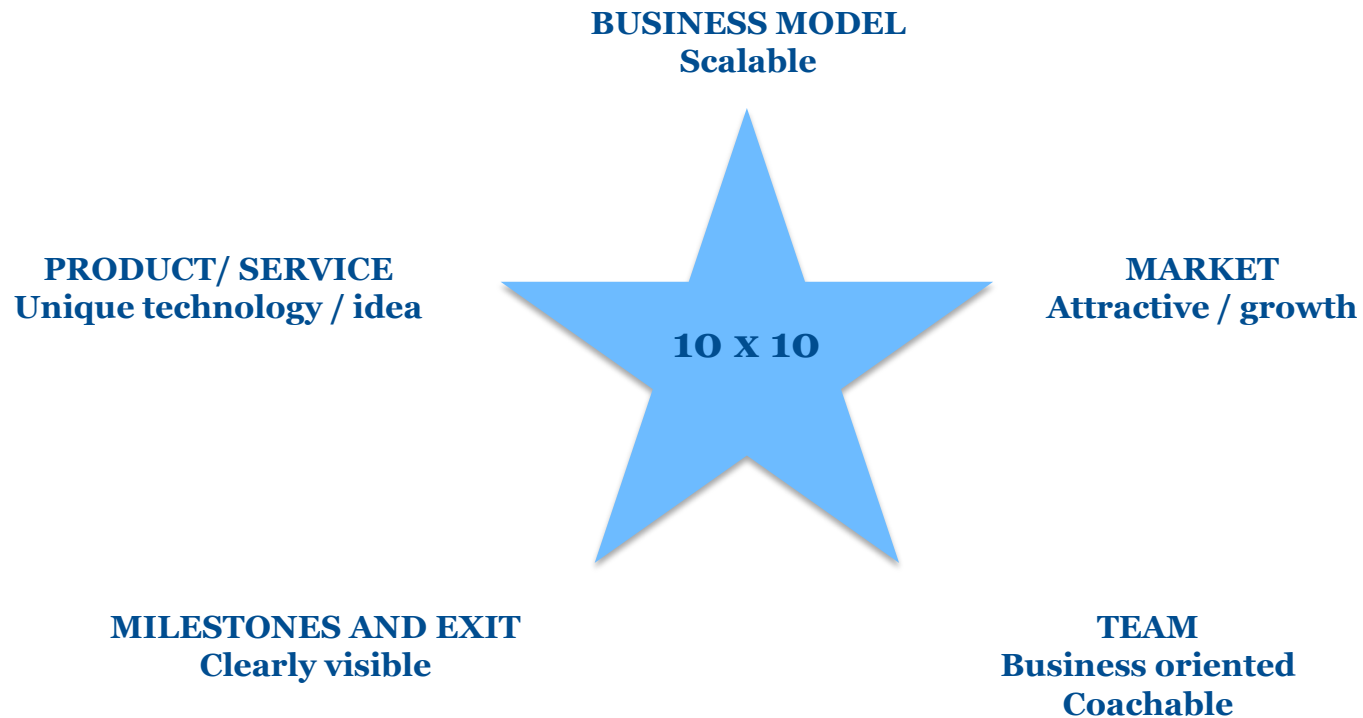 BUSINESS MODEL
Scalable
PRODUCT/ SERVICE
Unique technology / idea
MARKET
Attractive / growth
10 x 10
MILESTONES AND EXIT
Clearly visible
TEAM
Business oriented
Coachable